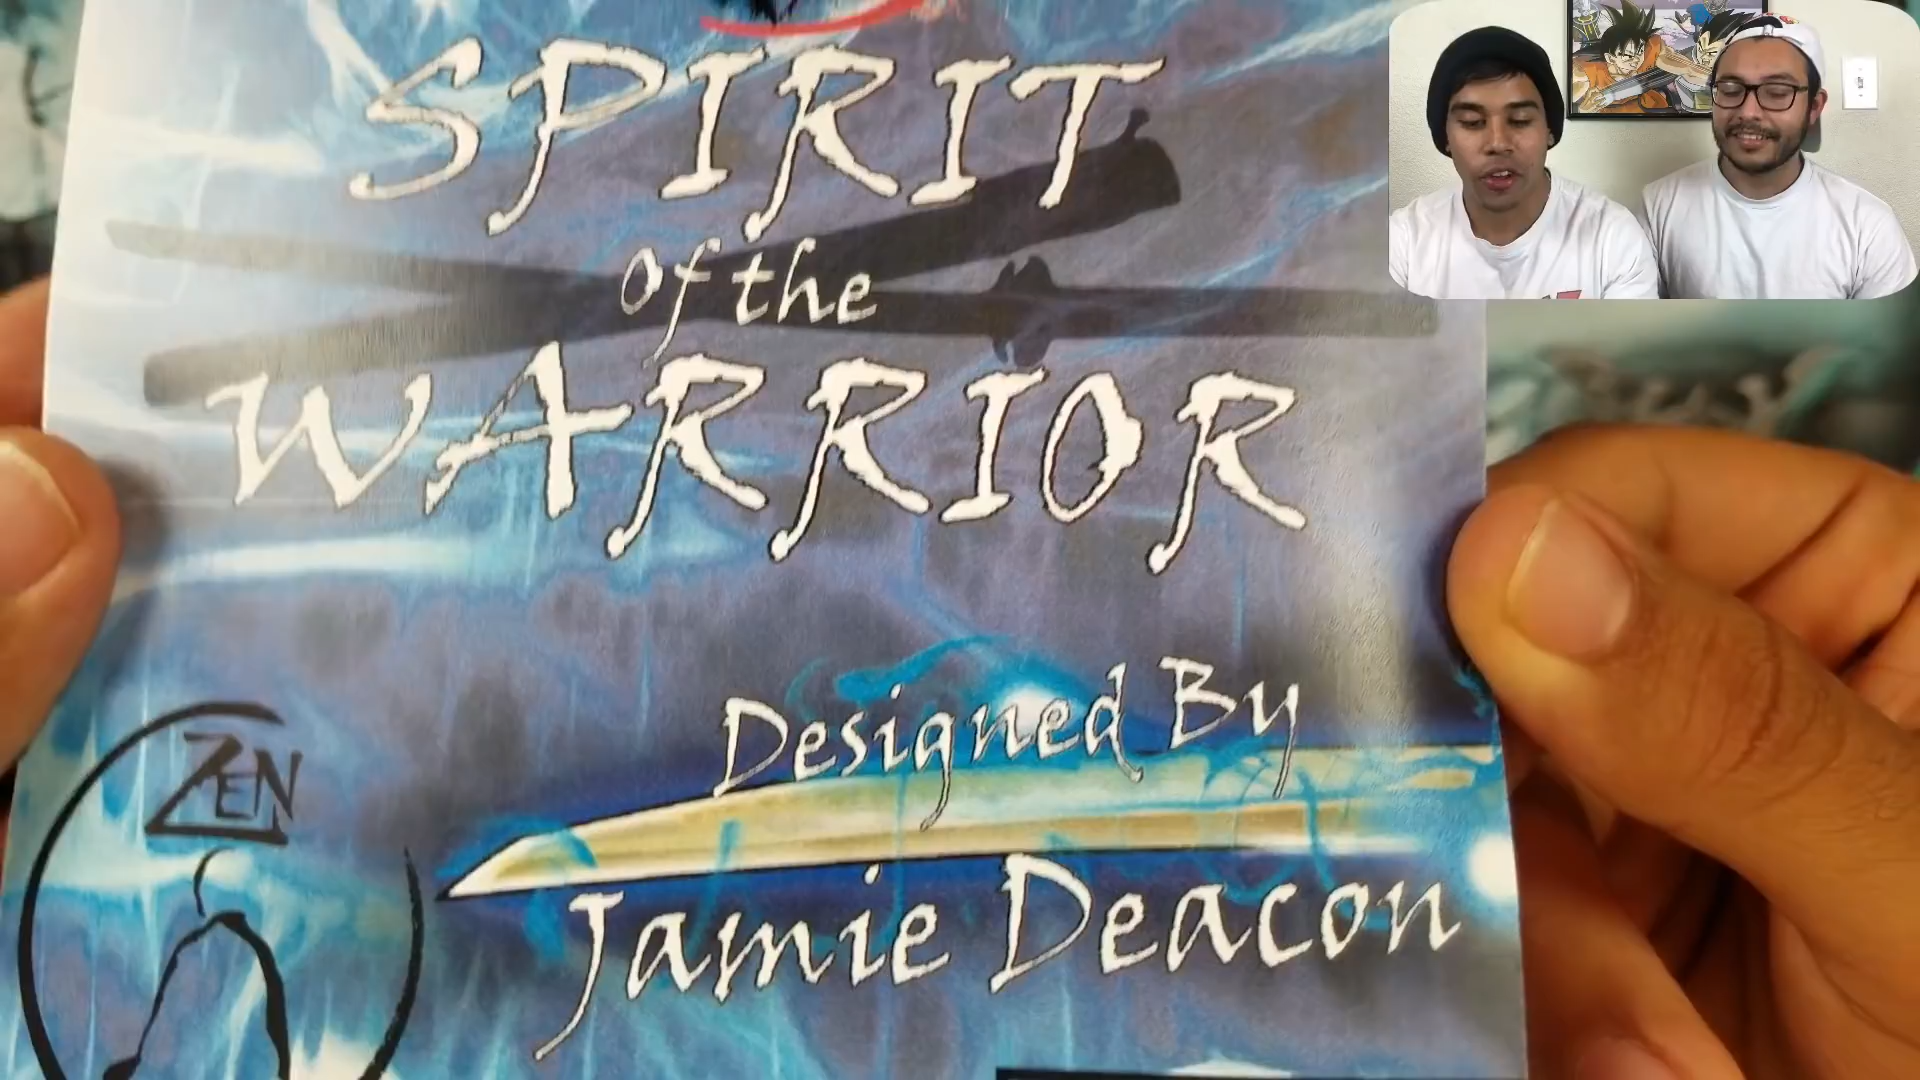 SPIRIT
Of the
WARRIOR
Designed By
Jamie Deacon
ZEN